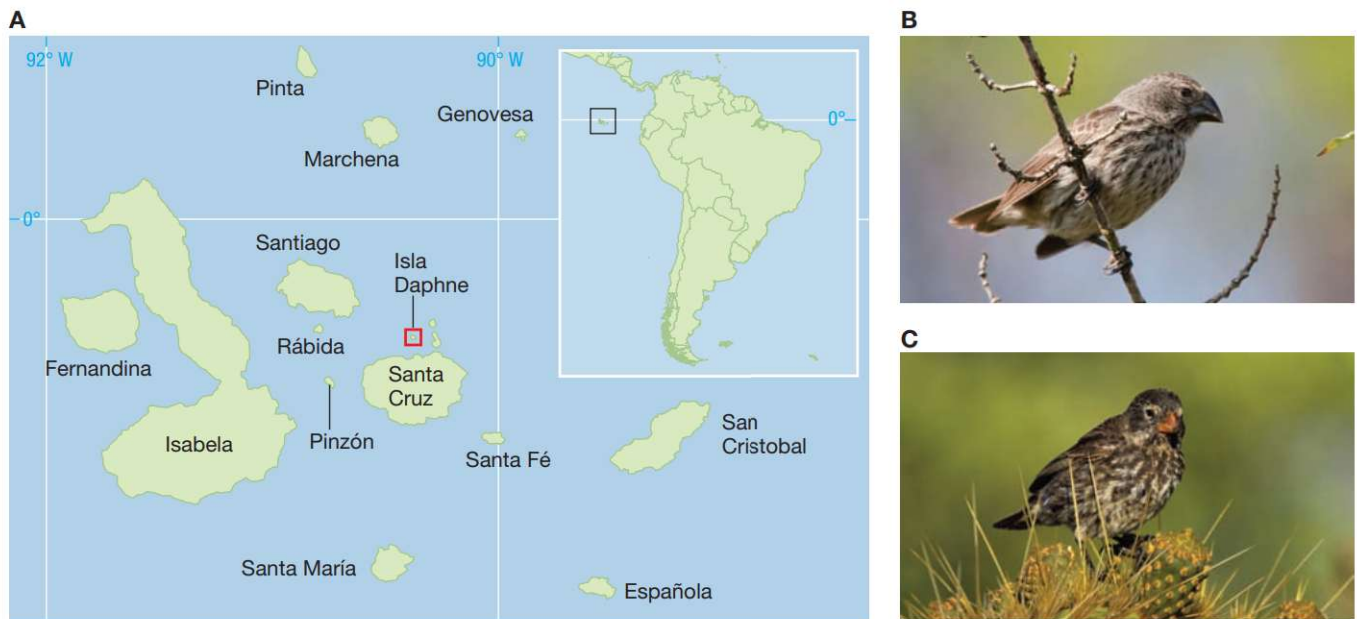 A
92° W
90° W
Pinta
Genovesa
Marchena
0°
0°
Santiago
Isla
Daphne
Fernandina
Rábida
Santa
Cruz
Isabela
Pinzón
Santa Fé
San
Cristobal
Santa María
Española
B
C